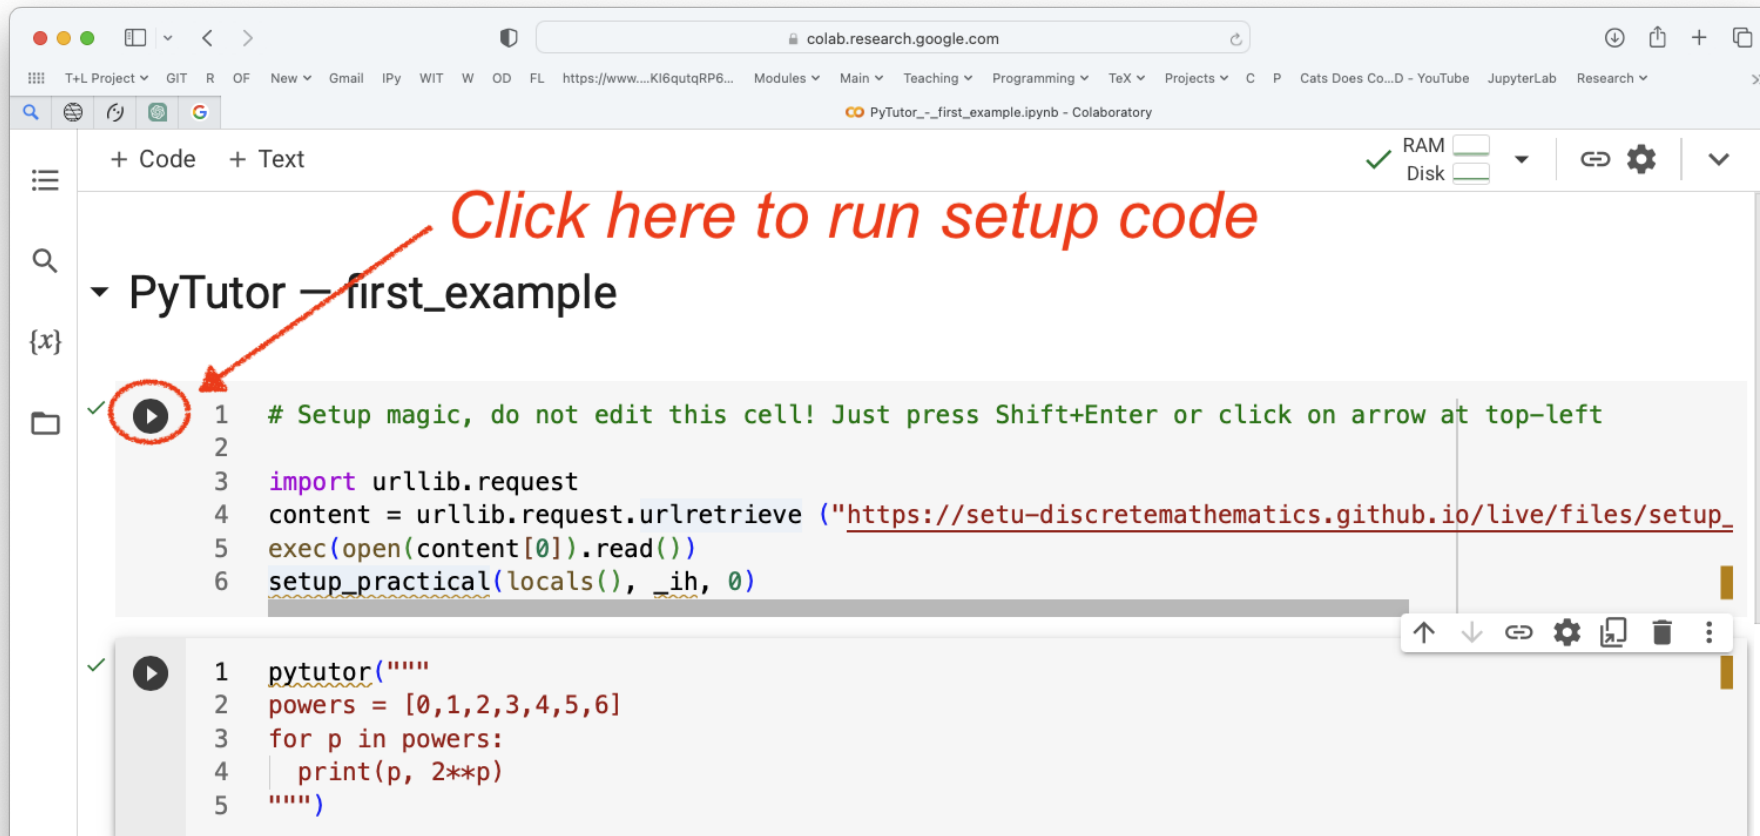 colab.research.google.com
T+L Project GIT R OF New Gmail IPy WIT W OD FL https://www....KI6qutqRP6... Modules Main Teaching Programming TeX Projects C P Cats Does Co...D - YouTube JupyterLab Research
PyTutor_-_first_example.ipynb - Colaboratory
+ Code + Text
RAM
Disk
Click here to run setup code
PyTutor — first_example
{x}
1 # Setup magic, do not edit this cell! Just press Shift+Enter or click on arrow at top-left
2
3 import urllib.request
4 content = urllib.request.urlretrieve ("https://setu-discretemathematics.github.io/live/files/setup_
5 exec(open(content[0]).read())
6 setup_practical(locals(), _ih, 0)
1 pytutor("""
2 powers = [0,1,2,3,4,5,6]
3 for p in powers:
4 print(p, 2**p)
5 """)